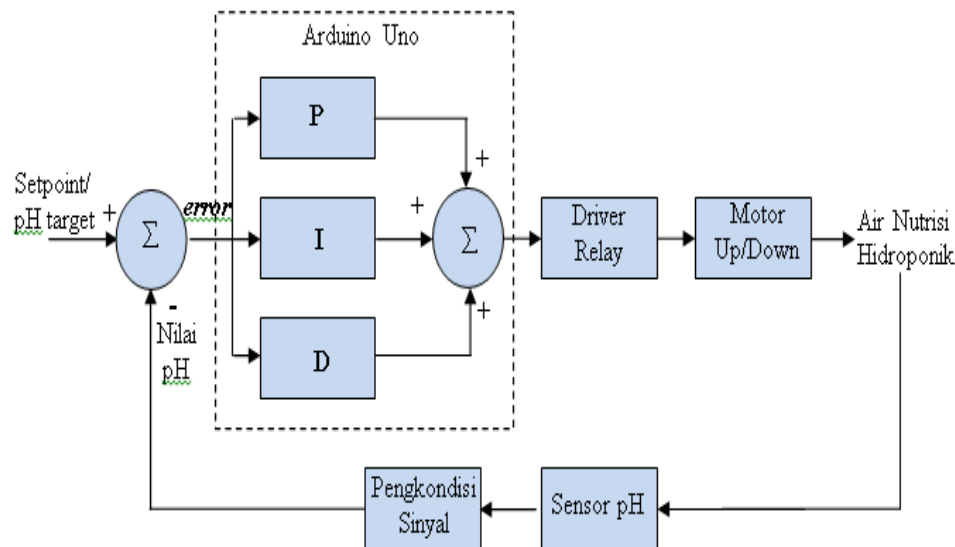 Arduino Uno
P
Setpoint/
pH target
+
Σ
error
I
D
+
+
+
Σ
Driver
Relay
Motor
Up/Down
Air Nutrisi
Hidroponik
-
Nilai
pH
Pengkondisi
Sinyal
Sensor pH